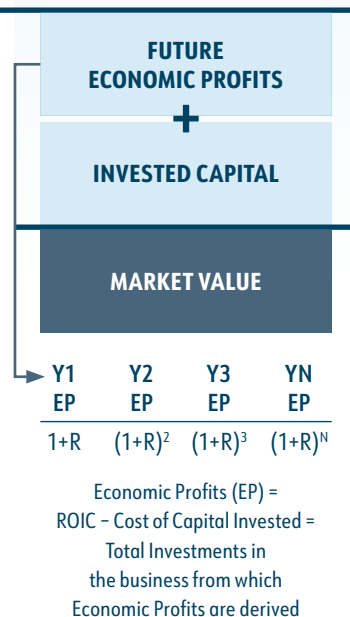 FUTURE
ECONOMIC PROFITS
+
INVESTED CAPITAL
MARKET VALUE
Y1 Y2 Y3 YN
EP EP EP EP
1+R (1+R)² (1+R)³ (1+R)ᴺ
Economic Profits (EP) =
ROIC – Cost of Capital Invested =
Total Investments in
the business from which
Economic Profits are derived